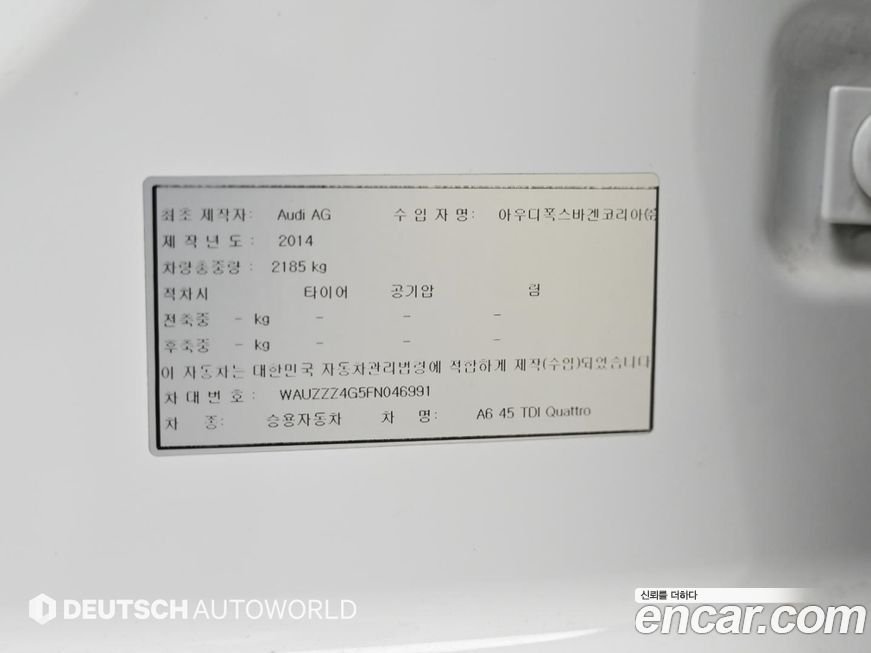 최초 제작자: Audi AG 수 입 자 명: 아우디폭스바겐코리아(주
제 작 년 도 : 2014
차량총중량 : 2185 kg
적차시 타이어 공기압 림
전축중 - kg - - -
후축중 - kg - - -
이 자동차는 대한민국 자동차관리법령에 적합하게 제작(수입)되었습니다
차 대 번 호 : WAUZZZ4G5FN046991
차 종: 승용자동차 차 명: A6 45 TDI Quattro
DEUTSCH AUTOWORLD
신뢰를 더하다
encar.com